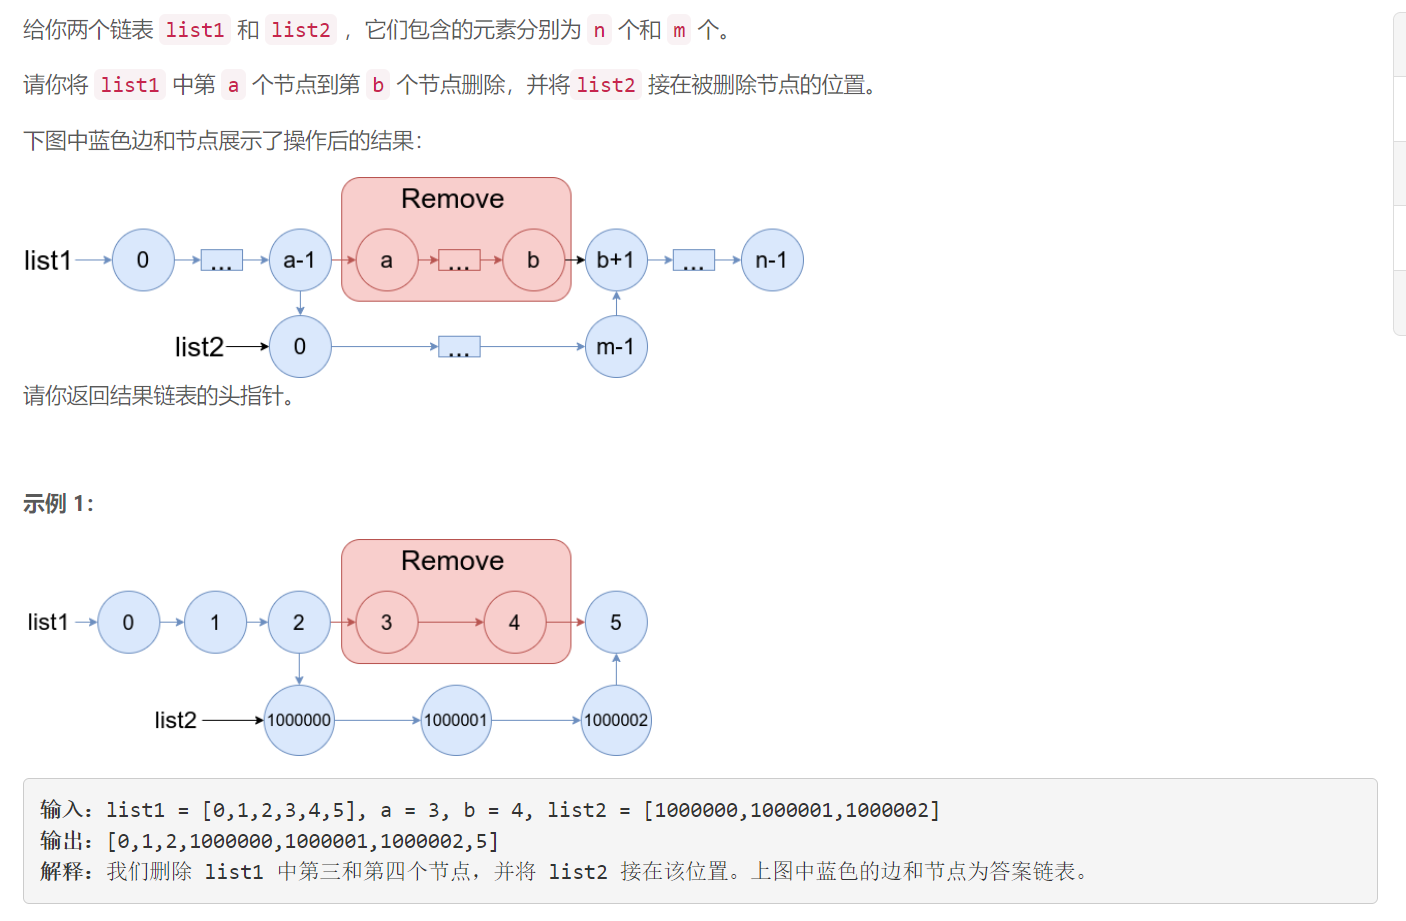 给你两个链表 list1 和 list2 ，它们包含的元素分别为 n 个和 m 个。
请你将 list1 中第 a 个节点到第 b 个节点删除，并将 list2 接在被删除节点的位置。
下图中蓝色边和节点展示了操作后的结果：
Remove
list1 0 ... a-1 a ... b b+1 ... n-1
list2 0 ... m-1
请你返回结果链表的头指针。
示例 1：
Remove
list1 0 1 2 3 4 5
list2 1000000 1000001 1000002
输入：list1 = [0,1,2,3,4,5], a = 3, b = 4, list2 = [1000000,1000001,1000002]
输出：[0,1,2,1000000,1000001,1000002,5]
解释：我们删除 list1 中第三和第四个节点，并将 list2 接在该位置。上图中蓝色的边和节点为答案链表。